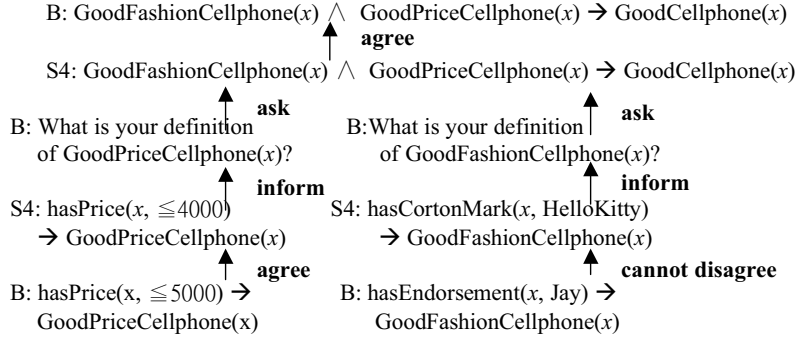 B: GoodFashionCellphone(x) ∧ GoodPriceCellphone(x) → GoodCellphone(x)
agree
S4: GoodFashionCellphone(x) ∧ GoodPriceCellphone(x) → GoodCellphone(x)
ask ask
B: What is your definition B:What is your definition
of GoodPriceCellphone(x)? of GoodFashionCellphone(x)?
inform inform
S4: hasPrice(x, ≦4000) S4: hasCortonMark(x, HelloKitty)
→ GoodPriceCellphone(x) → GoodFashionCellphone(x)
agree cannot disagree
B: hasPrice(x, ≦5000) → B: hasEndorsement(x, Jay) →
GoodPriceCellphone(x) GoodFashionCellphone(x)